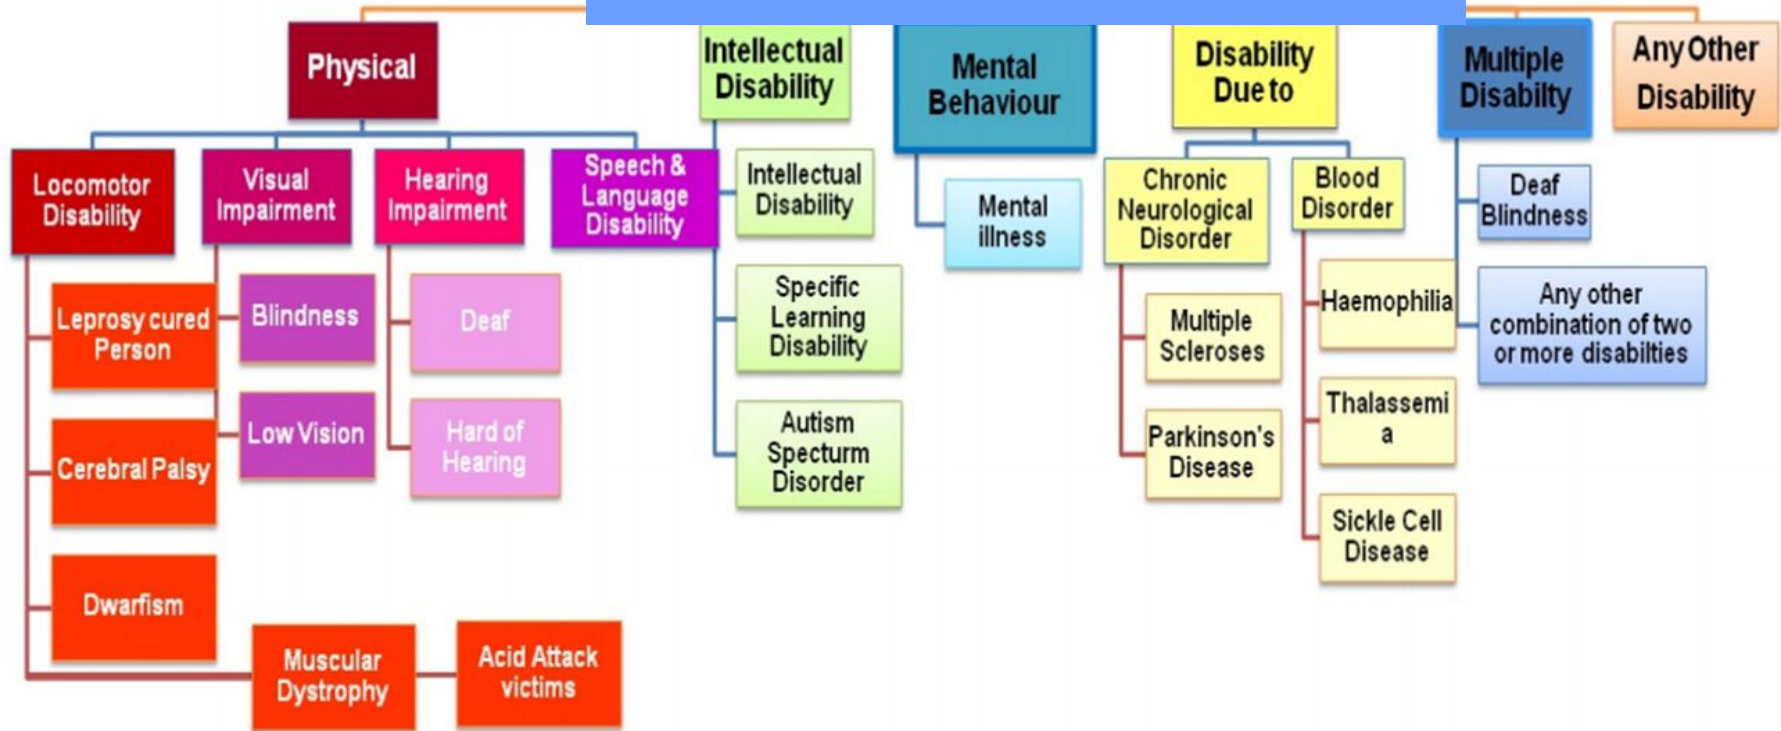 Physical
Intellectual
Disability
Mental
Behaviour
Disability
Due to
Multiple
Disabilty
Any Other
Disability
Locomotor
Disability
Visual
Impairment
Hearing
Impairment
Speech &
Language
Disability
Intellectual
Disability
Mental
illness
Chronic
Neurological
Disorder
Blood
Disorder
Deaf
Blindness
Leprosy cured
Person
Blindness
Deaf
Specific
Learning
Disability
Multiple
Scleroses
Haemophilia
Any other
combination of two
or more disabilties
Cerebral Palsy
Low Vision
Hard of
Hearing
Autism
Specturm
Disorder
Parkinson's
Disease
Thalassemi
a
Sickle Cell
Disease
Dwarfism
Muscular
Dystrophy
Acid Attack
victims